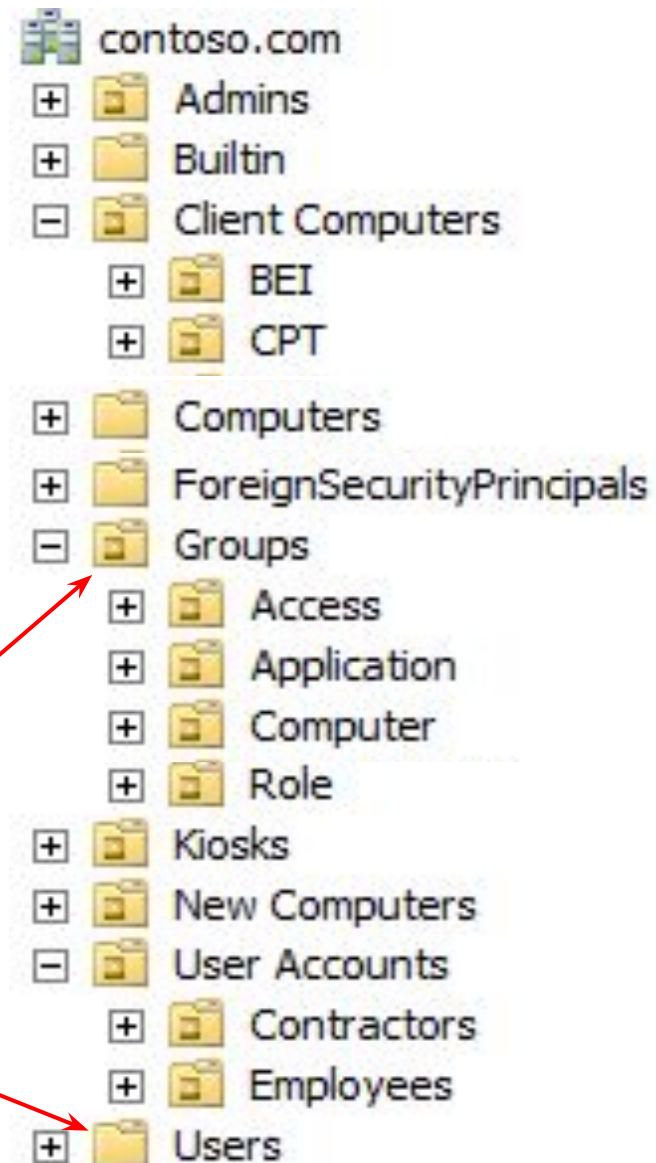 contoso.com
Admins
Builtin
Client Computers
BEI
CPT
Computers
ForeignSecurityPrincipals
Groups
Access
Application
Computer
Role
Kiosks
New Computers
User Accounts
Contractors
Employees
Users